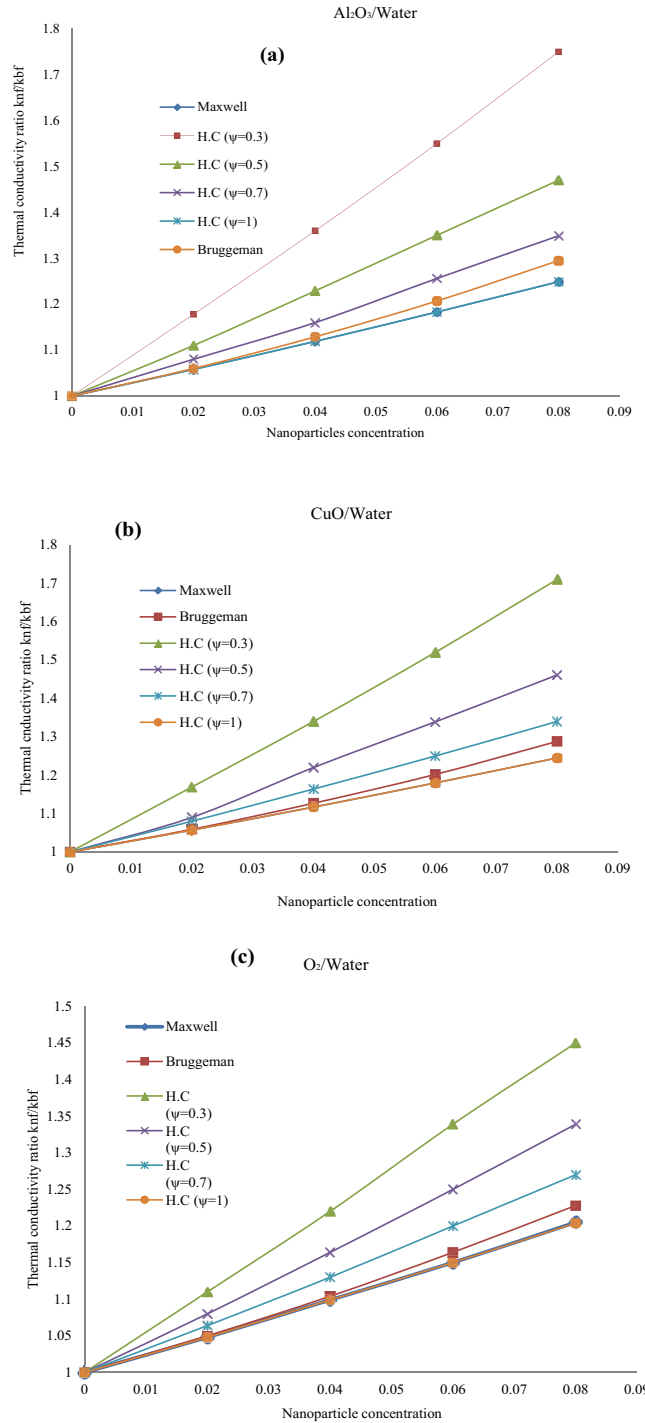 Al₂O₃/Water
(a)
Thermal conductivity ratio knf/kbf
1.8
1.7
1.6
1.5
1.4
1.3
1.2
1.1
1
Maxwell
H.C (ψ=0.3)
H.C (ψ=0.5)
H.C (ψ=0.7)
H.C (ψ=1)
Bruggeman
0 0.01 0.02 0.03 0.04 0.05 0.06 0.07 0.08 0.09
Nanoparticles concentration
CuO/Water
(b)
Thermal cnductivity ratio knf/kbf
1.8
1.7
1.6
1.5
1.4
1.3
1.2
1.1
1
Maxwell
Bruggeman
H.C (ψ=0.3)
H.C (ψ=0.5)
H.C (ψ=0.7)
H.C (ψ=1)
0 0.01 0.02 0.03 0.04 0.05 0.06 0.07 0.08 0.09
Nanoparticle concentration
(c)
O₂/Water
Thermal conductivity ratio knf/kbf
1.5
1.45
1.4
1.35
1.3
1.25
1.2
1.15
1.1
1.05
1
Maxwell
Bruggeman
H.C
(ψ=0.3)
H.C
(ψ=0.5)
H.C
(ψ=0.7)
H.C (ψ=1)
0 0.01 0.02 0.03 0.04 0.05 0.06 0.07 0.08 0.09
Nanoparticle concentration